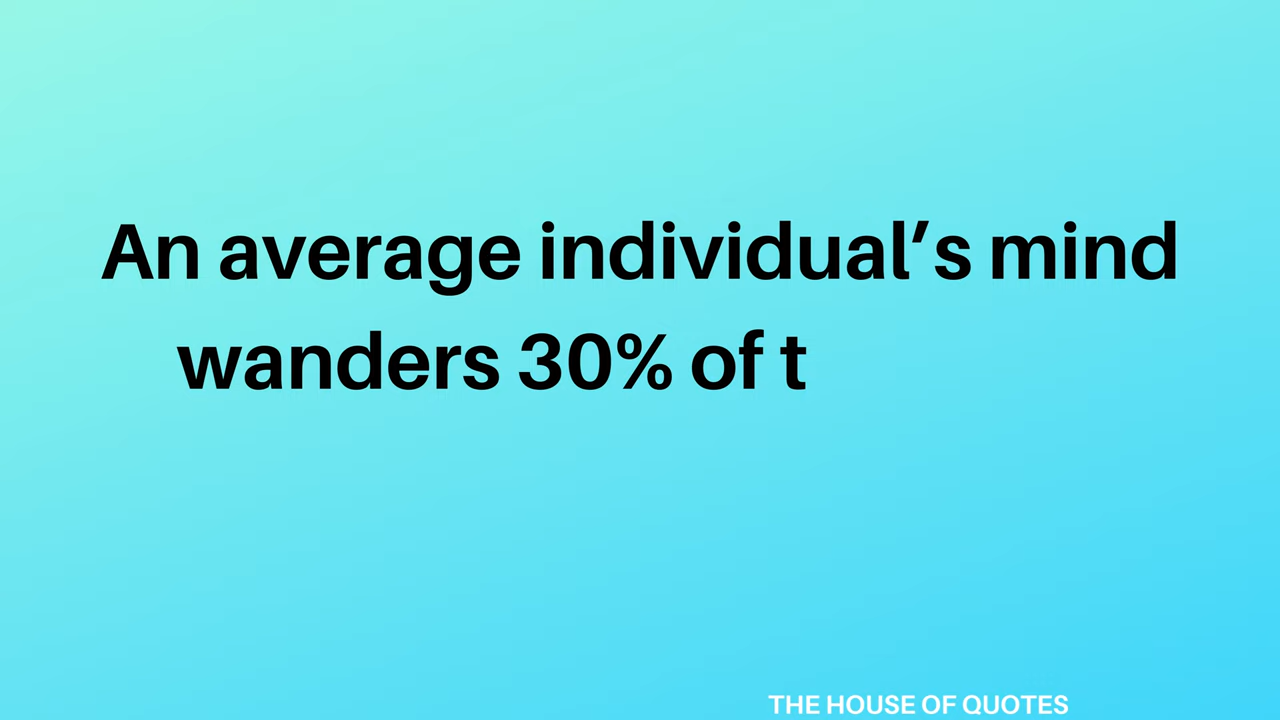 An average individual’s mind
wanders 30% of t
THE HOUSE OF QUOTES